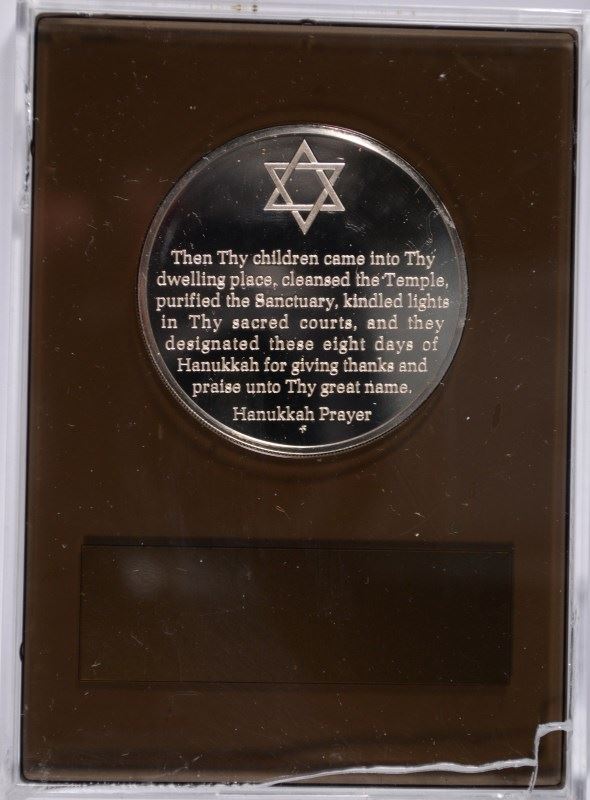 Then Thy children came into Thy
dwelling place, cleansed the Temple,
purified the Sanctuary, kindled lights
in Thy sacred courts, and they
designated these eight days of
Hanukkah for giving thanks and
praise unto Thy great name.
Hanukkah Prayer